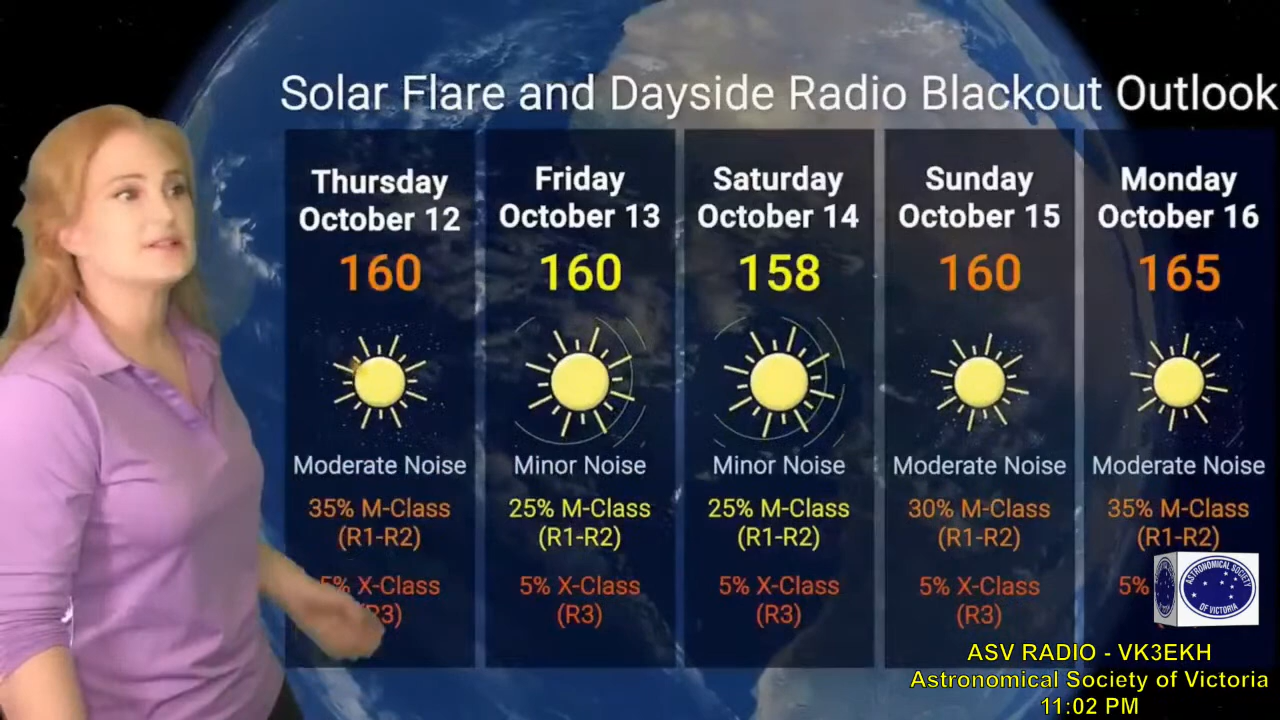 Solar Flare and Dayside Radio Blackout Outlook
Thursday
October 12
160
Moderate Noise
35% M-Class
(R1-R2)
5% X-Class
R3)
Friday
October 13
160
Minor Noise
25% M-Class
(R1-R2)
5% X-Class
(R3)
Saturday
October 14
158
Minor Noise
25% M-Class
(R1-R2)
5% X-Class
(R3)
Sunday
October 15
160
Moderate Noise
30% M-Class
(R1-R2)
5% X-Class
(R3)
Monday
October 16
165
Moderate Noise
35% M-Class
(R1-R2)
5%
ASTRONOMICAL SOCIETY
OF VICTORIA
ASV RADIO - VK3EKH
Astronomical Society of Victoria
11:02 PM